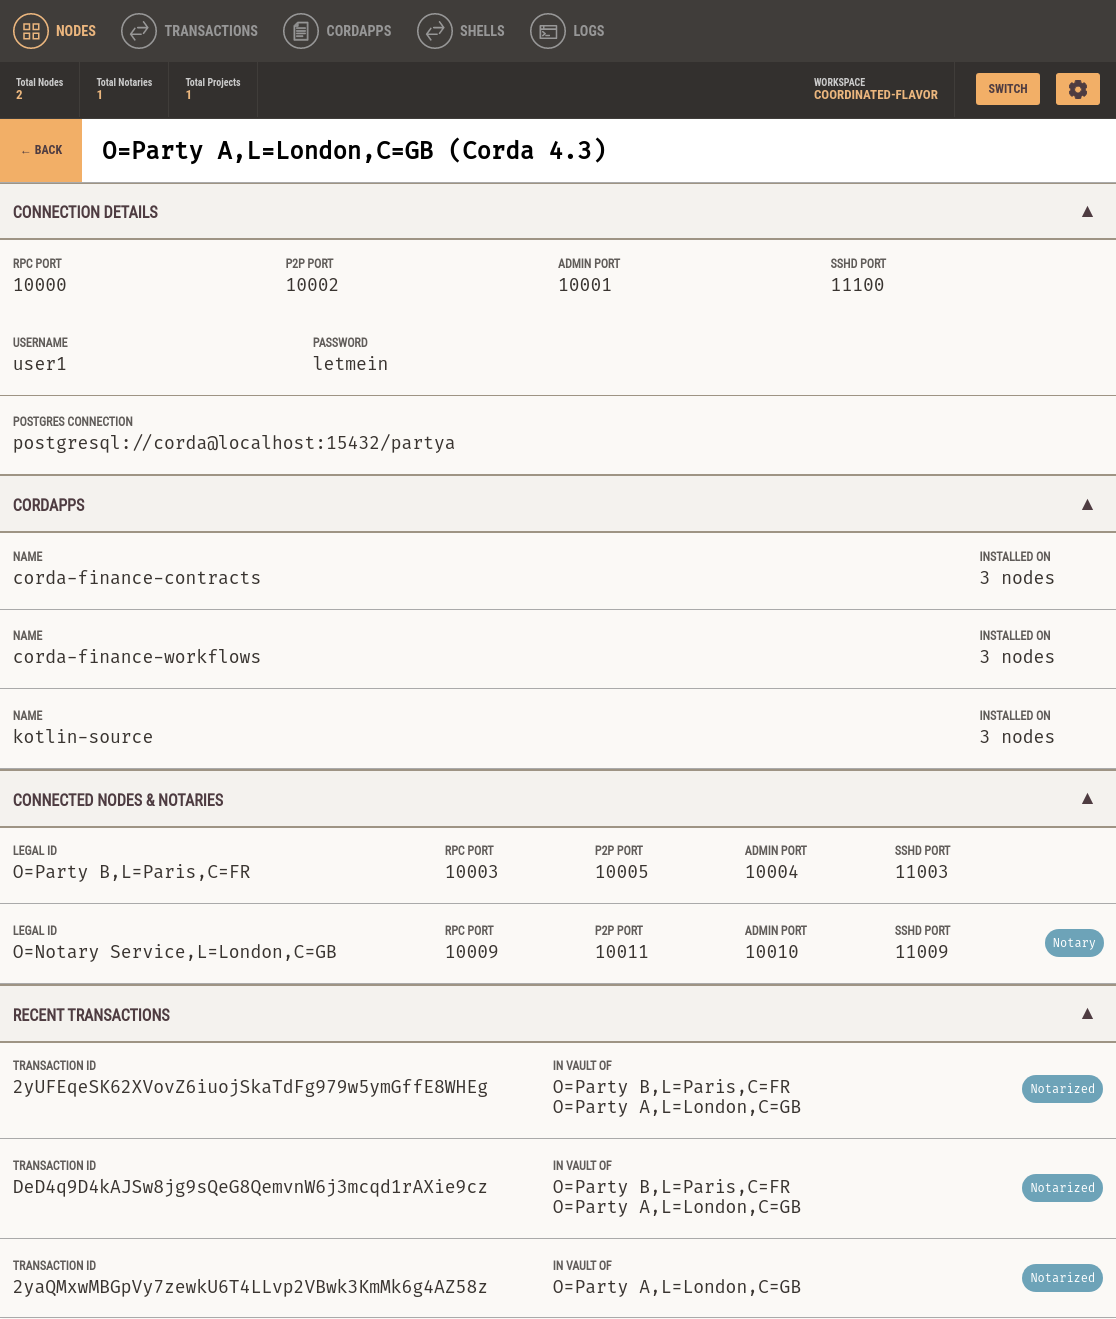 NODES TRANSACTIONS CORDAPPS SHELLS LOGS
Total Nodes Total Notaries Total Projects WORKSPACE
2 1 1 COORDINATED-FLAVOR SWITCH
← BACK O=Party A,L=London,C=GB (Corda 4.3)
CONNECTION DETAILS ▲
RPC PORT P2P PORT ADMIN PORT SSHD PORT
10000 10002 10001 11100
USERNAME PASSWORD
user1 letmein
POSTGRES CONNECTION
postgresql://corda@localhost:15432/partya
CORDAPPS ▲
NAME INSTALLED ON
corda-finance-contracts 3 nodes
NAME INSTALLED ON
corda-finance-workflows 3 nodes
NAME INSTALLED ON
kotlin-source 3 nodes
CONNECTED NODES & NOTARIES ▲
LEGAL ID RPC PORT P2P PORT ADMIN PORT SSHD PORT
O=Party B,L=Paris,C=FR 10003 10005 10004 11003
LEGAL ID RPC PORT P2P PORT ADMIN PORT SSHD PORT
O=Notary Service,L=London,C=GB 10009 10011 10010 11009 Notary
RECENT TRANSACTIONS ▲
TRANSACTION ID IN VAULT OF
2yUFEqeSK62XVovZ6iuojSkaTdFg979w5ymGffE8WHEg O=Party B,L=Paris,C=FR Notarized
O=Party A,L=London,C=GB
TRANSACTION ID IN VAULT OF
DeD4q9D4kAJSw8jg9sQeG8QemvnW6j3mcqd1rAXie9cz O=Party B,L=Paris,C=FR Notarized
O=Party A,L=London,C=GB
TRANSACTION ID IN VAULT OF
2yaQMxwMBGpVy7zewkU6T4LLvp2VBwk3KmMk6g4AZ58z O=Party A,L=London,C=GB Notarized